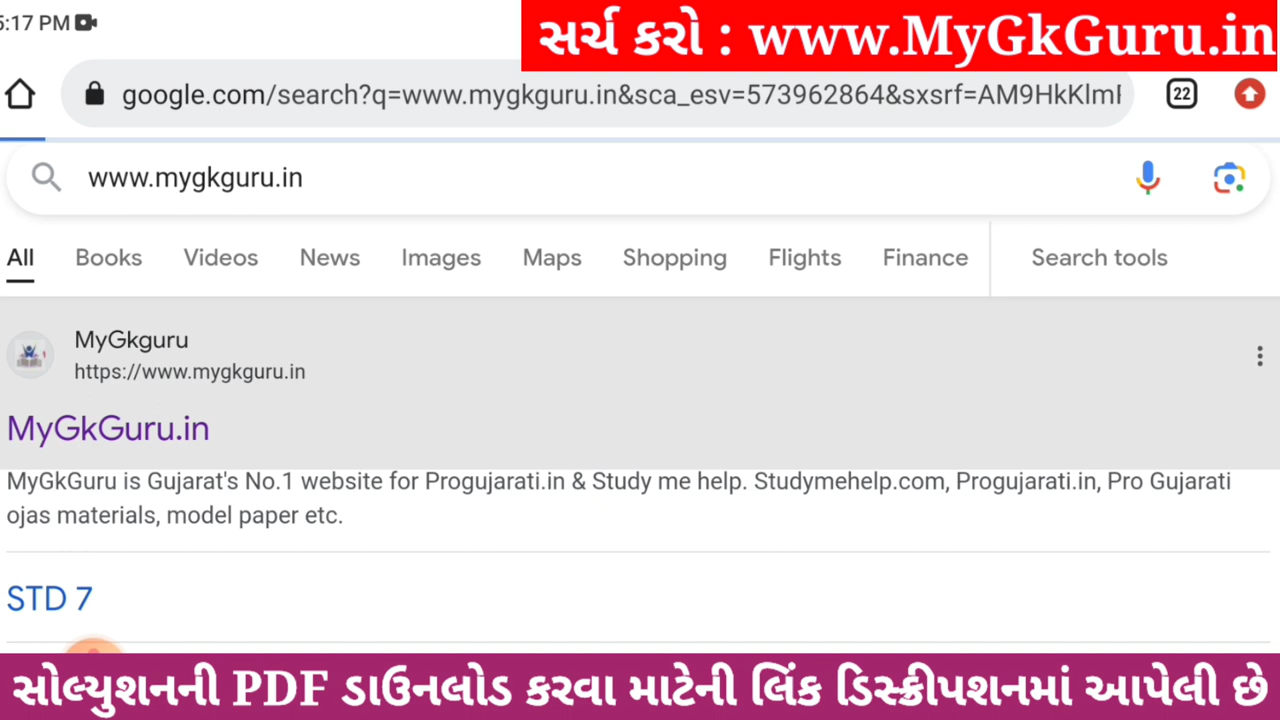 5:17 PM
સર્ચ કરો : www.MyGkGuru.in
google.com/search?q=www.mygkguru.in&sca_esv=573962864&sxsrf=AM9HkKlm
22
www.mygkguru.in
All Books Videos News Images Maps Shopping Flights Finance Search tools
MyGkguru
https://www.mygkguru.in
MyGkGuru.in
MyGkGuru is Gujarat's No.1 website for Progujarati.in & Study me help. Studymehelp.com, Progujarati.in, Pro Gujarati
ojas materials, model paper etc.
STD 7
સોલ્યુશનની PDF ડાઉનલોડ કરવા માટેની લિંક ડિસ્ક્રીપશનમાં આપેલી છે